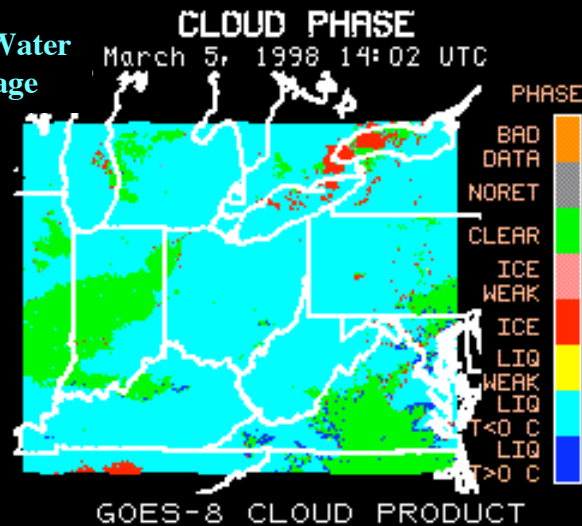 CLOUD PHASE
Water
age
March 5, 1998 14:02 UTC
PHASE
BAD
DATA
NORET
CLEAR
ICE
WEAK
ICE
LIQ
WEAK
LIQ
T<0 C
LIQ
T>0 C
GOES-8 CLOUD PRODUCT